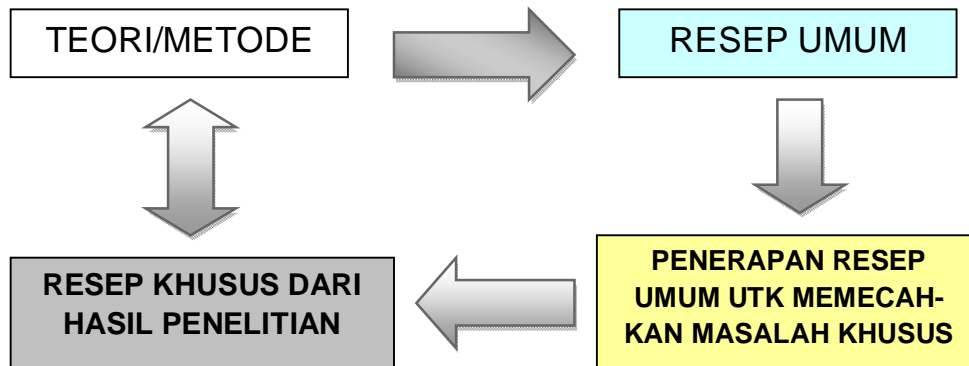 TEORI/METODE
RESEP UMUM
PENERAPAN RESEP
UMUM UTK MEMECAH-
KAN MASALAH KHUSUS
RESEP KHUSUS DARI
HASIL PENELITIAN